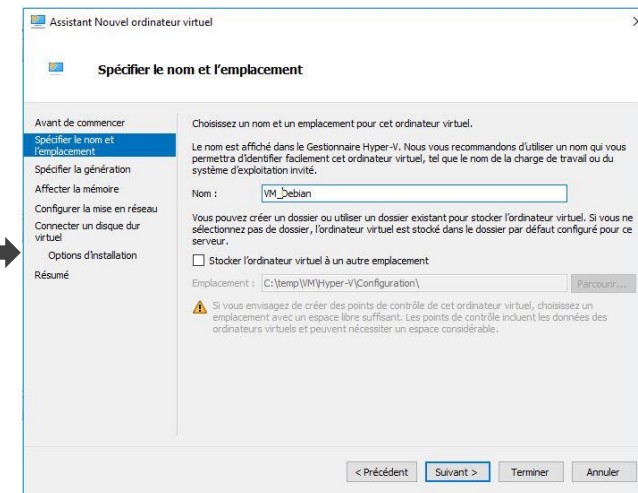 Assistant Nouvel ordinateur virtuel
Spécifier le nom et l'emplacement
Avant de commencer
Spécifier le nom et
l'emplacement
Spécifier la génération
Affecter la mémoire
Configurer la mise en réseau
Connecter un disque dur
virtuel
Options d'installation
Résumé
Choisissez un nom et un emplacement pour cet ordinateur virtuel.
Le nom est affiché dans le Gestionnaire Hyper-V. Nous vous recommandons d'utiliser un nom qui vous
permettra d'identifier facilement cet ordinateur virtuel, tel que le nom de la charge de travail ou du
système d'exploitation invité.
Nom : VM_Debian
Vous pouvez créer un dossier ou utiliser un dossier existant pour stocker l'ordinateur virtuel. Si vous ne
sélectionnez pas de dossier, l'ordinateur virtuel est stocké dans le dossier par défaut configuré pour ce
serveur.
Stocker l'ordinateur virtuel à un autre emplacement
Emplacement : C:\temp\VM\Hyper-V\Configuration\ Parcourir...
Si vous envisagez de créer des points de contrôle de cet ordinateur virtuel, choisissez un
emplacement avec un espace libre suffisant. Les points de contrôle incluent les données des
ordinateurs virtuels et peuvent nécessiter un espace considérable.
< Précédent Suivant > Terminer Annuler